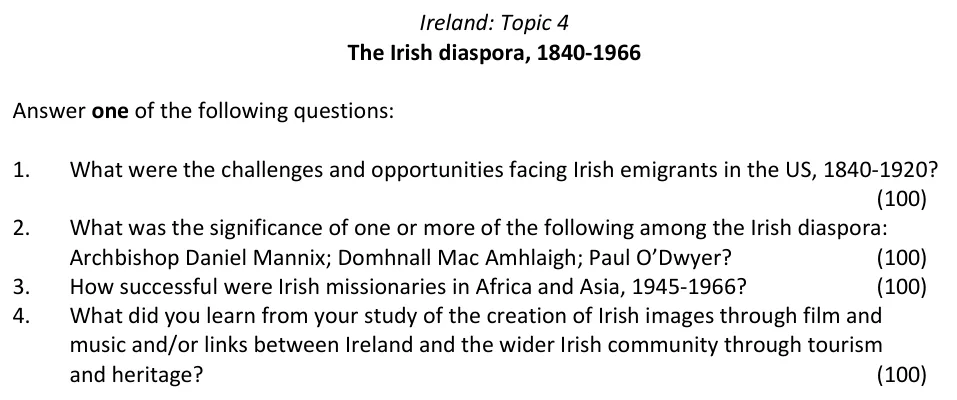 Ireland: Topic 4
The Irish diaspora, 1840-1966
Answer one of the following questions:
1. What were the challenges and opportunities facing Irish emigrants in the US, 1840-1920?
(100)
2. What was the significance of one or more of the following among the Irish diaspora:
Archbishop Daniel Mannix; Domhnall Mac Amhlaigh; Paul O’Dwyer? (100)
3. How successful were Irish missionaries in Africa and Asia, 1945-1966? (100)
4. What did you learn from your study of the creation of Irish images through film and
music and/or links between Ireland and the wider Irish community through tourism
and heritage? (100)